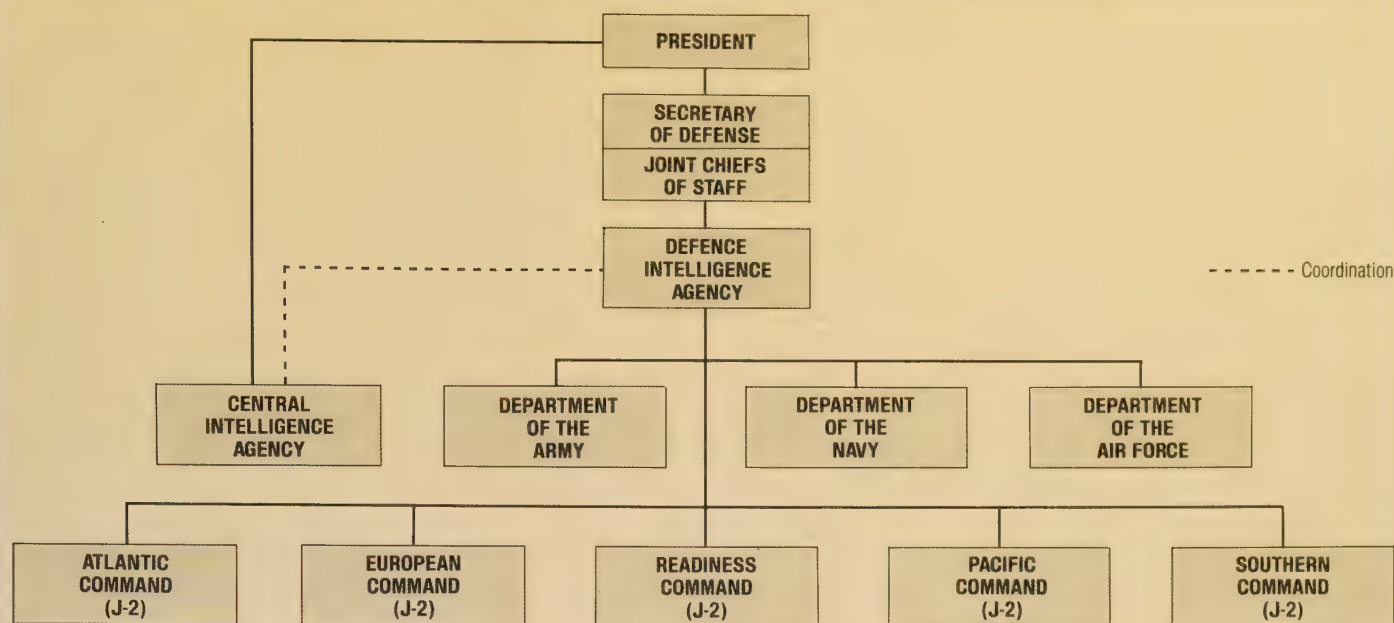 PRESIDENT
SECRETARY
OF DEFENSE
JOINT CHIEFS
OF STAFF
DEFENCE
INTELLIGENCE
AGENCY
Coordination
CENTRAL
INTELLIGENCE
AGENCY
DEPARTMENT
OF THE
ARMY
DEPARTMENT
OF THE
NAVY
DEPARTMENT
OF THE
AIR FORCE
ATLANTIC
COMMAND
(J-2)
EUROPEAN
COMMAND
(J-2)
READINESS
COMMAND
(J-2)
PACIFIC
COMMAND
(J-2)
SOUTHERN
COMMAND
(J-2)